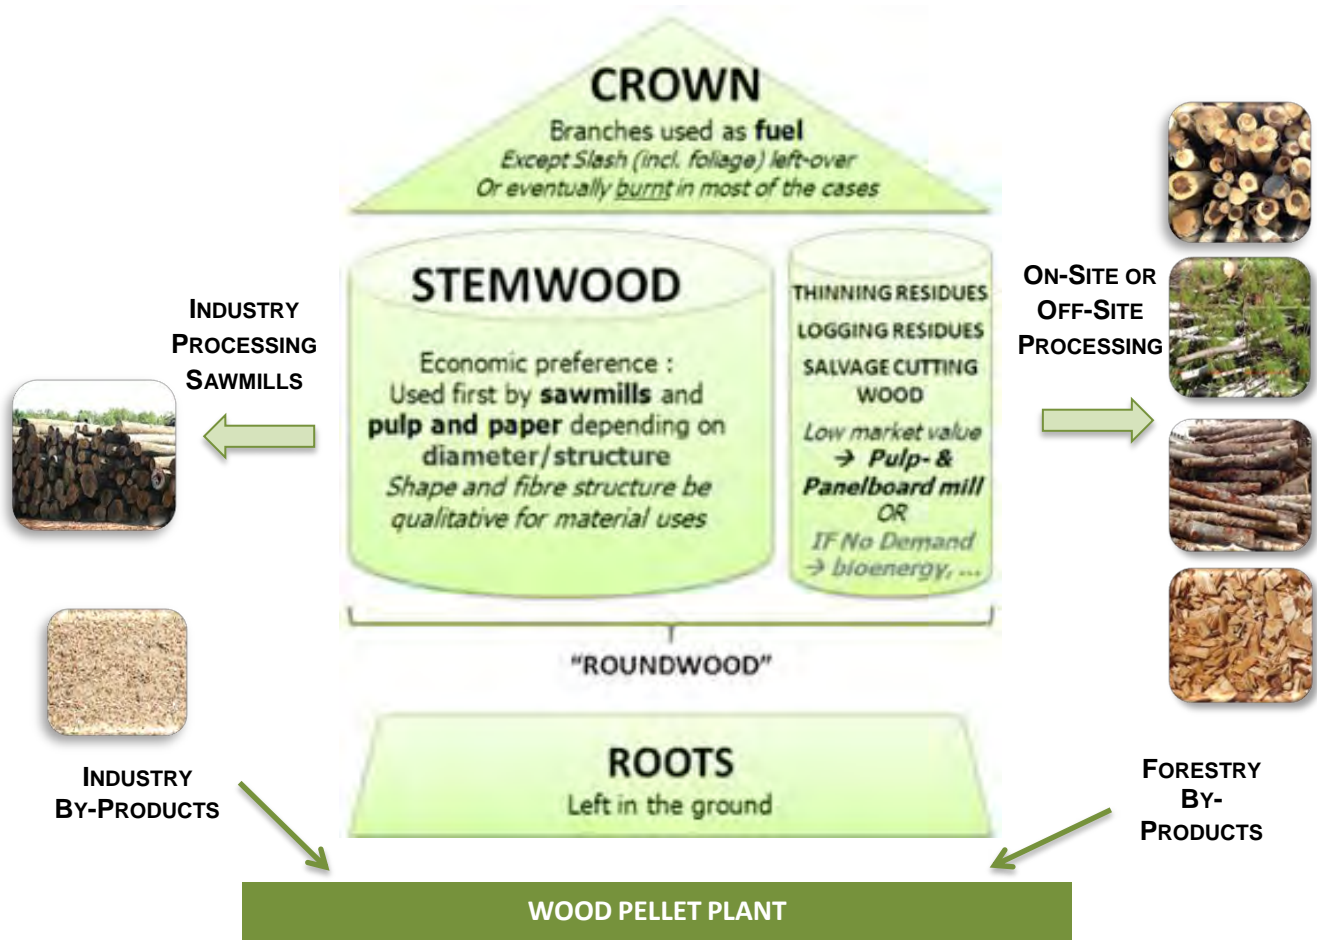 CROWN
Branches used as fuel
Except Slash (incl. foliage) left-over
Or eventually burnt in most of the cases
STEMWOOD
Economic preference :
Used first by sawmills and
pulp and paper depending on
diameter/structure
Shape and fibre structure be
qualitative for material uses
THINNING RESIDUES
LOGGING RESIDUES
SALVAGE CUTTING
WOOD
Low market value
→ Pulp- &
Panelboard mill
OR
IF No Demand
→ bioenergy, ...
INDUSTRY
PROCESSING
SAWMILLS
ON-SITE OR
OFF-SITE
PROCESSING
"ROUNDWOOD"
ROOTS
Left in the ground
INDUSTRY
BY-PRODUCTS
FORESTRY
BY-
PRODUCTS
WOOD PELLET PLANT